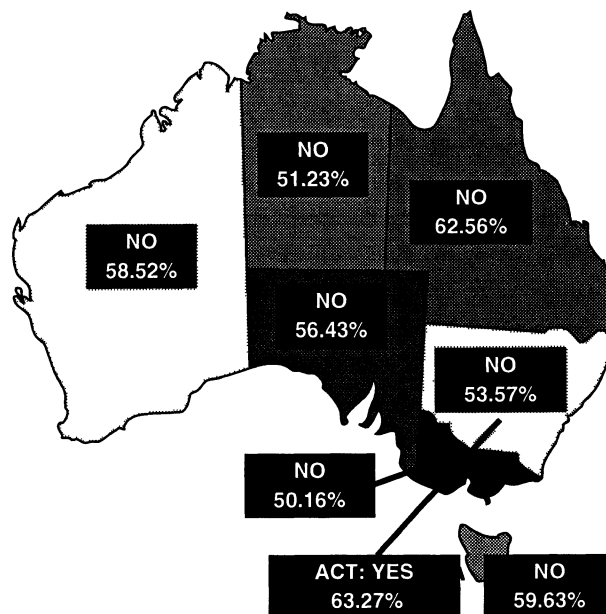 NO
51.23%
NO
62.56%
NO
58.52%
NO
56.43%
NO
53.57%
NO
50.16%
ACT: YES
63.27%
NO
59.63%